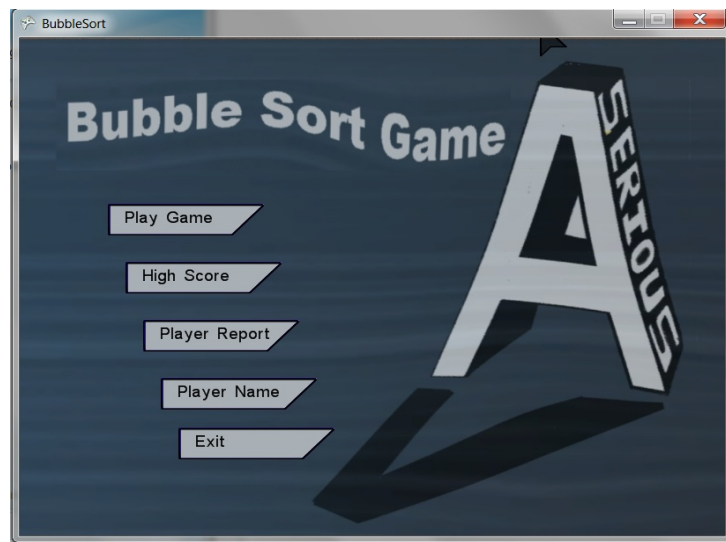 BubbleSort
Bubble Sort Game
A
SERIOUS
Play Game
High Score
Player Report
Player Name
Exit